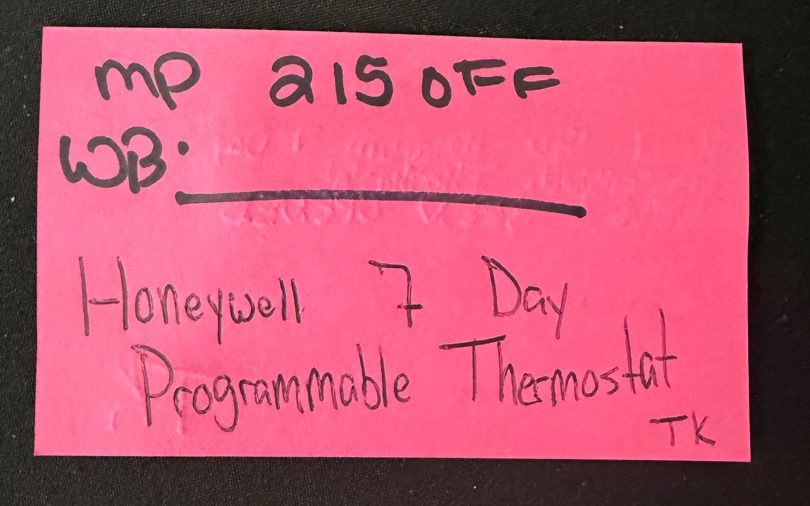 MP 215 OFF
WB.
Honeywell 7 Day
Programmable Thermostat
TK